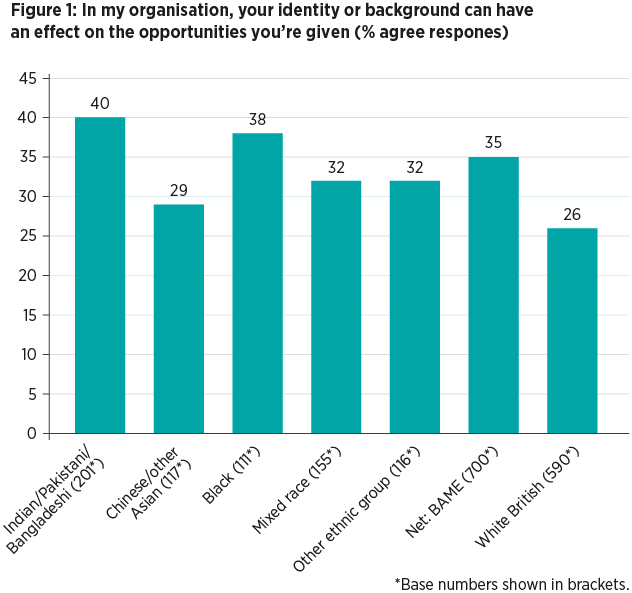 Figure 1: In my organisation, your identity or background can have
an effect on the opportunities you're given (% agree respones)
45
40
35
30
25
20
15
10
5
0
40
29
38
32
32
35
26
Indian/Pakistani/
Bangladeshi (201*)
Chinese/other
Asian (117*)
Black (111*)
Mixed race (155*)
Other ethnic group (116*)
Net: BAME (700*)
White British (590*)
*Base numbers shown in brackets.